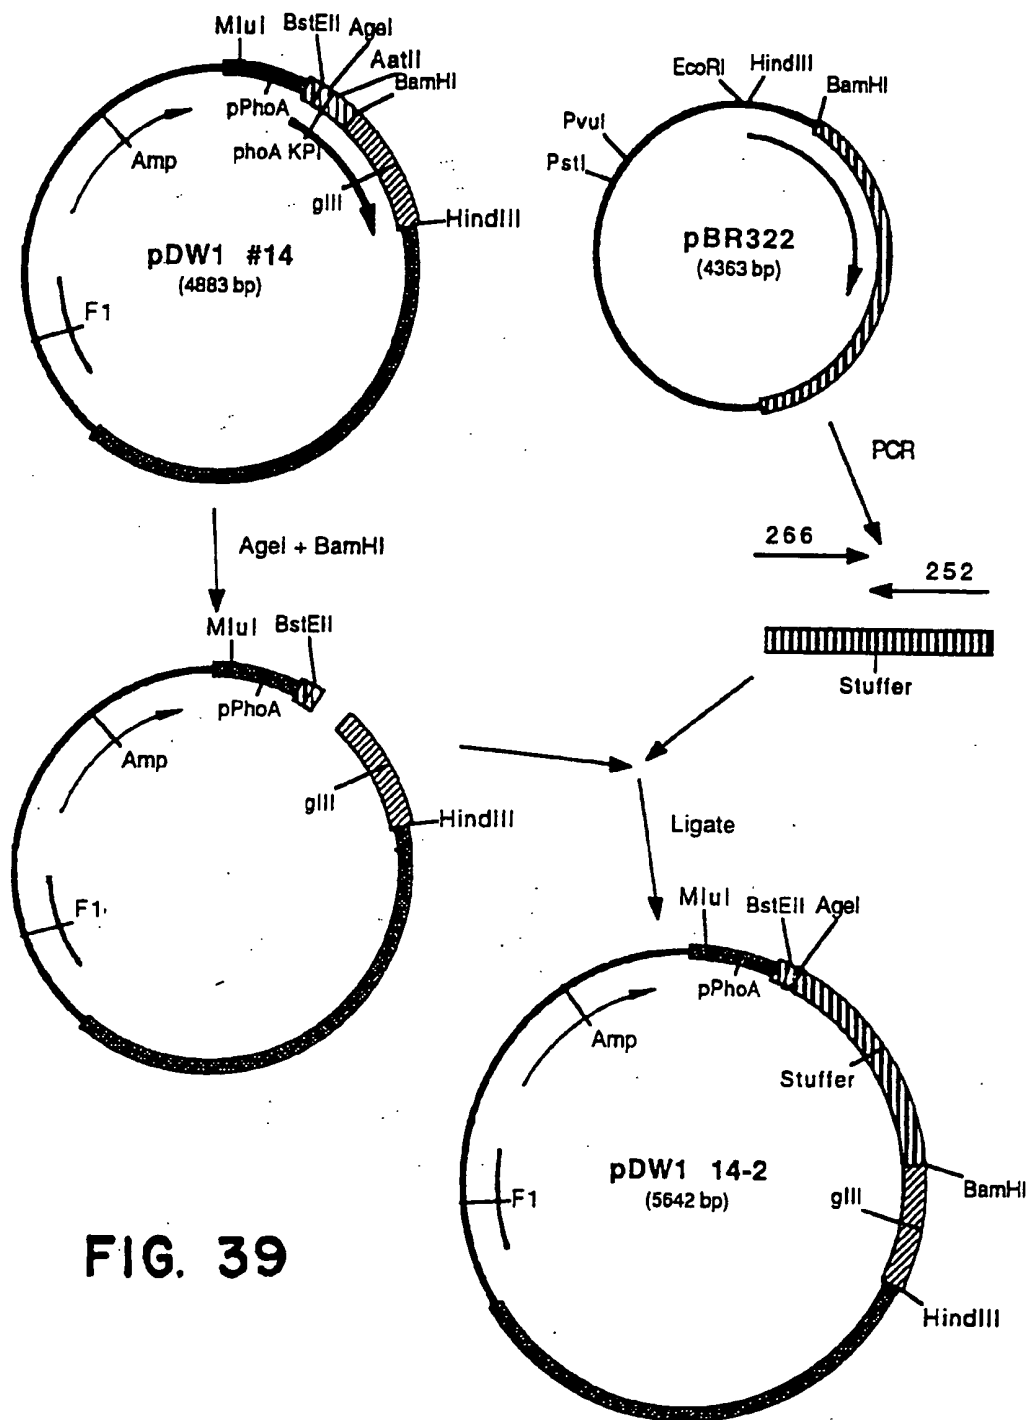 MluI
BstEII
AgeI
AatII
BamHI
pPhoA
phoA KPI
Amp
gIII
HindIII
pDW1 #14
(4883 bp)
F1
EcoRI
HindIII
BamHI
PvuI
PstI
pBR322
(4363 bp)
PCR
266
252
Stuffer
AgeI + BamHI
MluI
BstEII
pPhoA
Amp
gIII
HindIII
F1
Ligate
MluI
BstEII
AgeI
pPhoA
Amp
Stuffer
pDW1 14-2
(5642 bp)
F1
gIII
BamHI
HindIII
FIG. 39